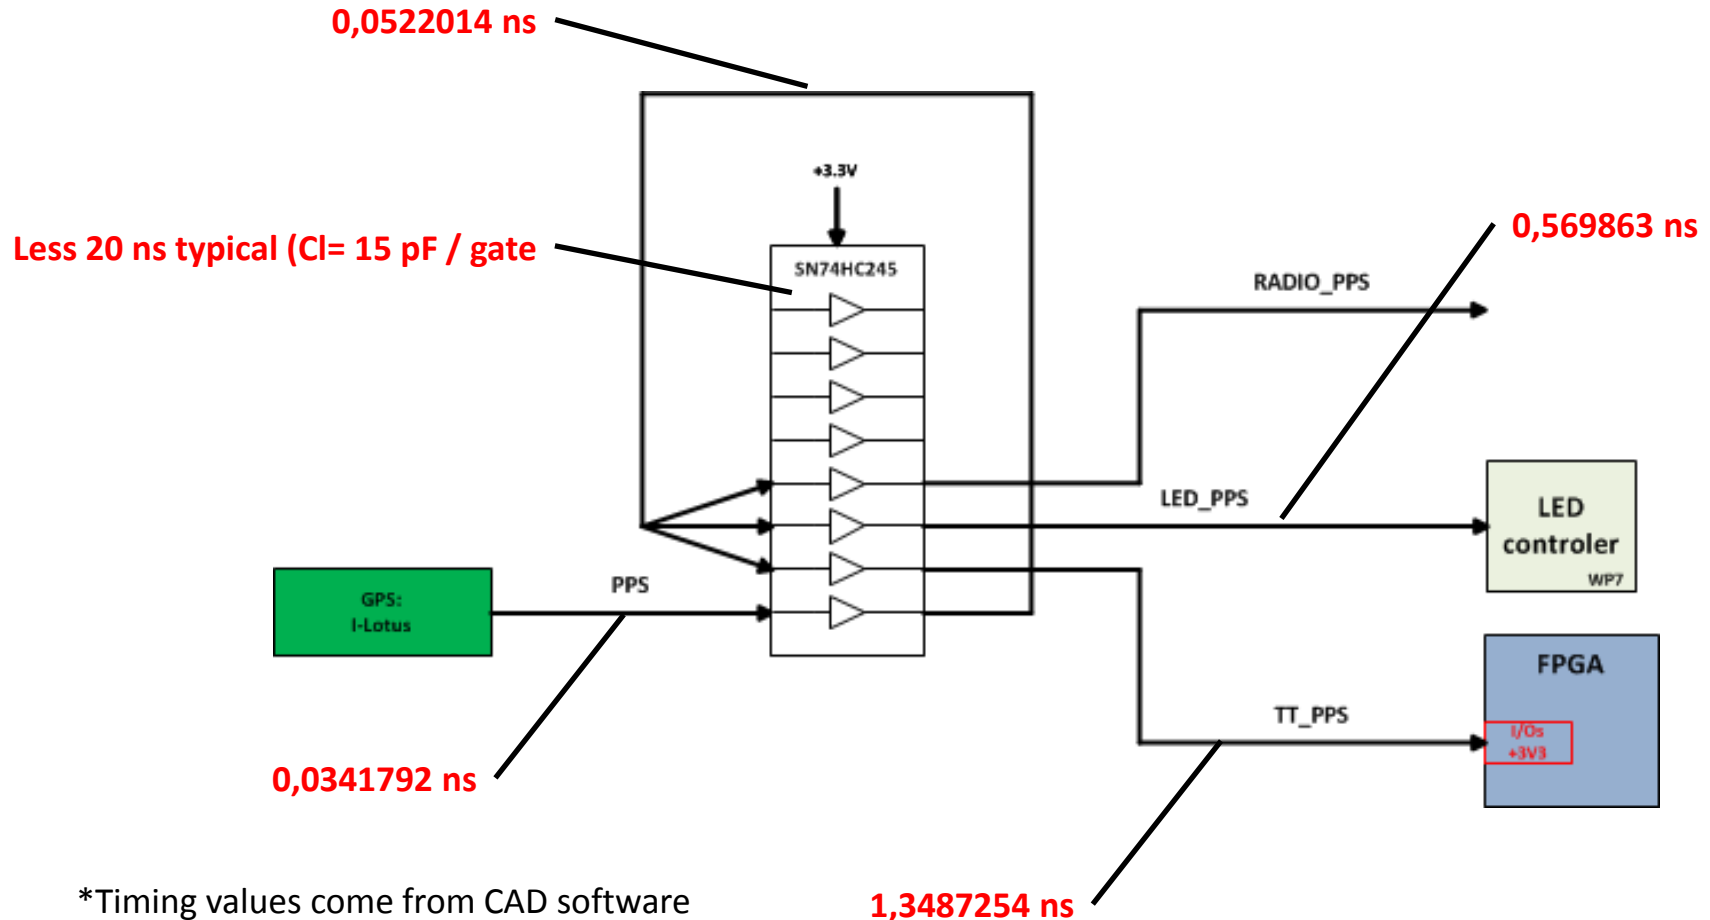 0,0522014 ns
+3.3V
Less 20 ns typical (Cl= 15 pF / gate
0,569863 ns
SN74HC245
RADIO_PPS
LED_PPS
LED
controler
WP7
PPS
GPS:
I-Lotus
FPGA
TT_PPS
I/Os
+3V3
0,0341792 ns
*Timing values come from CAD software
1,3487254 ns